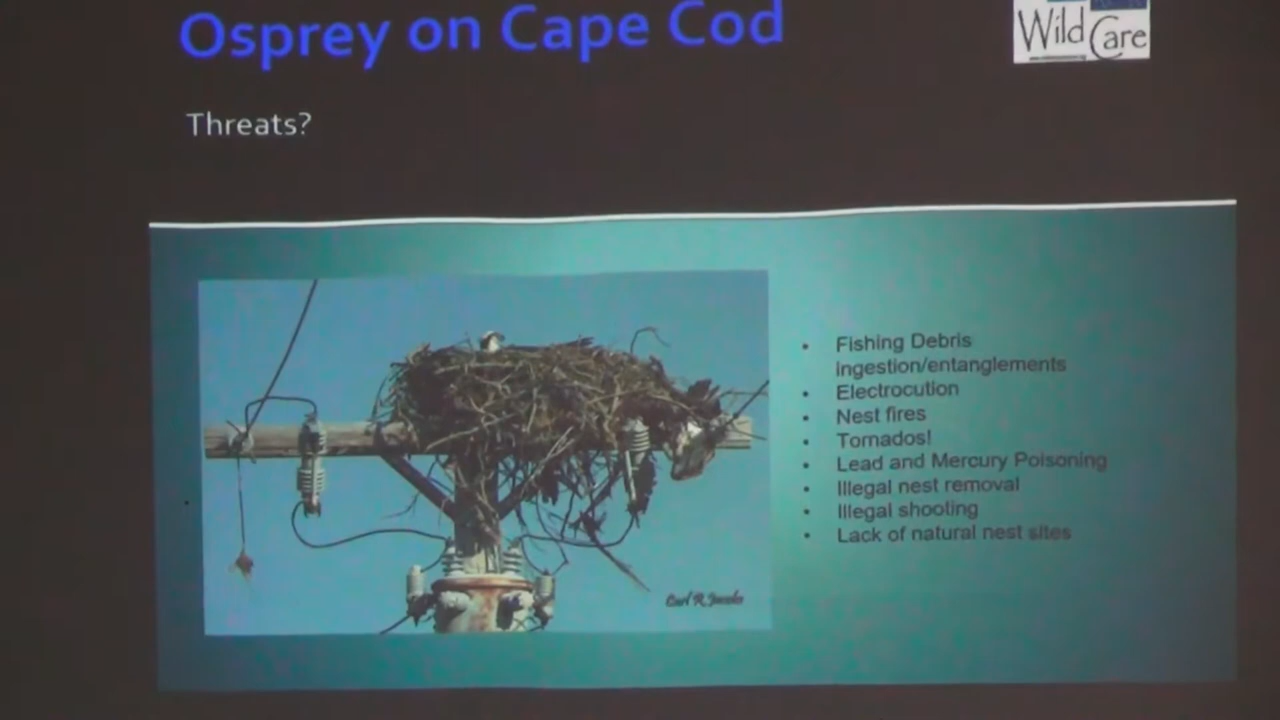 Osprey on Cape Cod
Wild Care
Threats?
• Fishing Debris
ingestion/entanglements
• Electrocution
• Nest fires
• Tornados!
• Lead and Mercury Poisoning
• Illegal nest removal
• Illegal shooting
• Lack of natural nest sites
Carl R. Jacobs